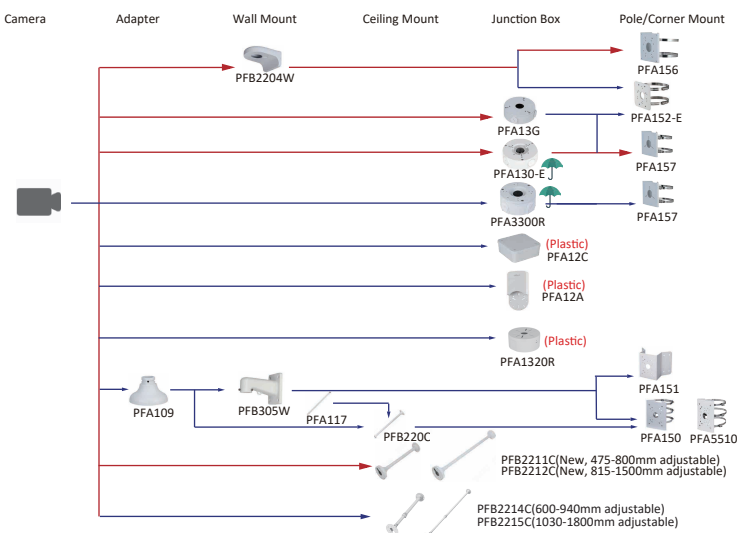 Camera Adapter Wall Mount Ceiling Mount Junction Box Pole/Corner Mount
PFB2204W
PFA156
PFA152-E
PFA13G
PFA130-E
PFA157
PFA3300R
PFA157
(Plastic)
PFA12C
(Plastic)
PFA12A
(Plastic)
PFA1320R
PFA109
PFB305W
PFA117
PFB220C
PFA151
PFA150
PFA5510
PFB2211C(New, 475-800mm adjustable)
PFB2212C(New, 815-1500mm adjustable)
PFB2214C(600-940mm adjustable)
PFB2215C(1030-1800mm adjustable)